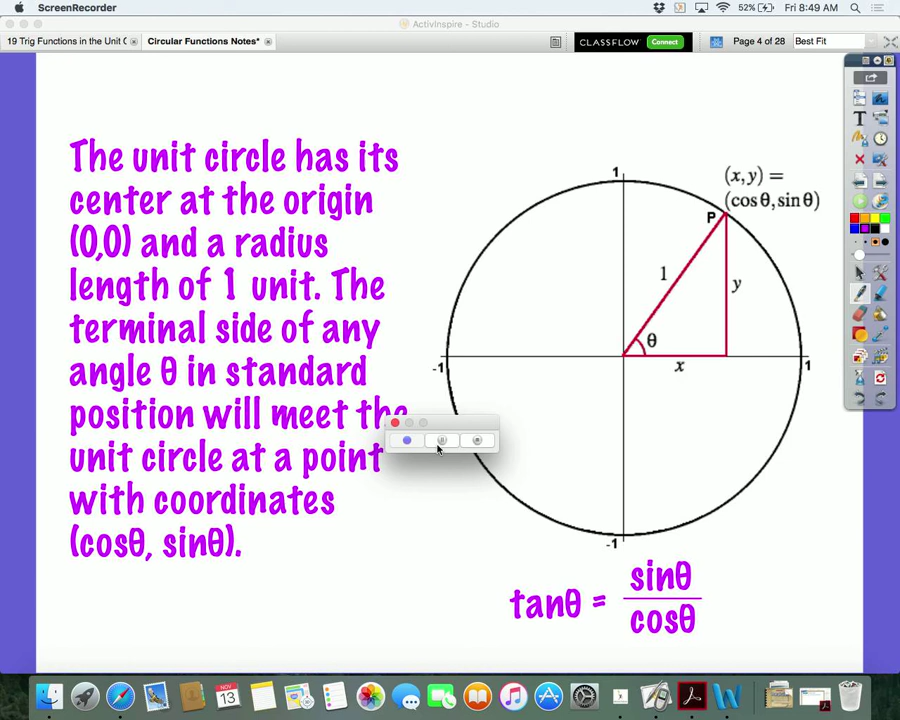 ScreenRecorder
52%
Fri 8:49 AM
ActivInspire - Studio
19 Trig Functions in the Unit C
Circular Functions Notes*
CLASSFLOW
Connect
Page 4 of 28
Best Fit
The unit circle has its
center at the origin
(0,0) and a radius
length of 1 unit. The
terminal side of any
angle θ in standard
position will meet the
unit circle at a point
with coordinates
(cosθ, sinθ).
1
(x,y) =
(cos θ, sin θ)
P
1
y
θ
x
-1
1
-1
tanθ = sinθ
cosθ
NOV
13